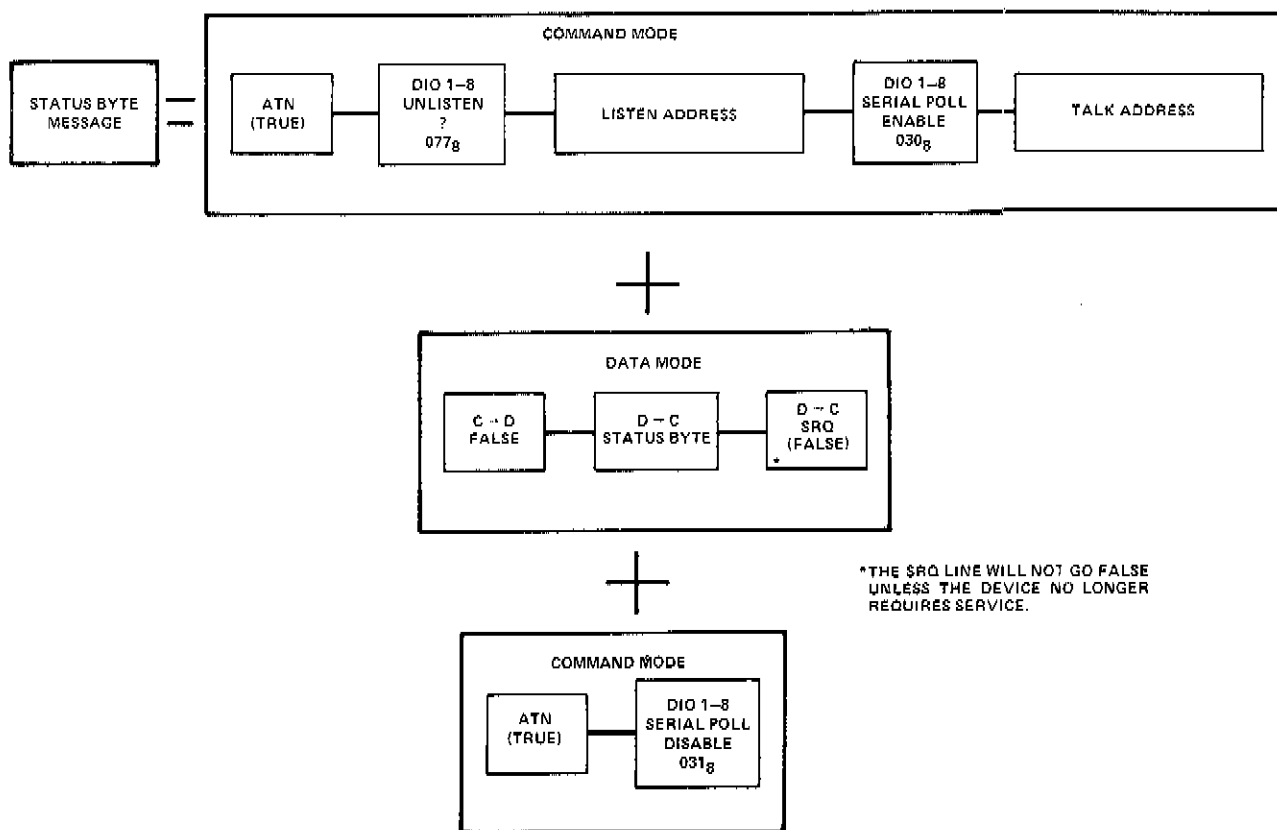 COMMAND MODE
STATUS BYTE
MESSAGE
=
ATN
(TRUE)
DIO 1–8
UNLISTEN
?
077₈
LISTEN ADDRESS
DIO 1–8
SERIAL POLL
ENABLE
030₈
TALK ADDRESS
+
DATA MODE
C – D
FALSE
D – C
STATUS BYTE
D – C
SRQ
(FALSE)
*
+
*THE SRQ LINE WILL NOT GO FALSE
UNLESS THE DEVICE NO LONGER
REQUIRES SERVICE.
COMMAND MODE
ATN
(TRUE)
DIO 1–8
SERIAL POLL
DISABLE
031₈